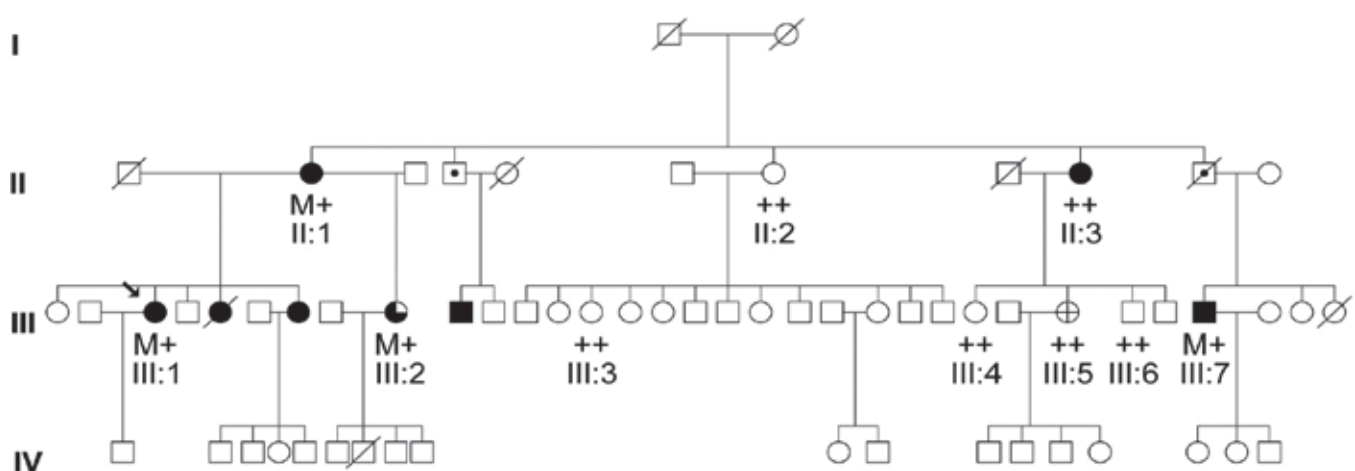 I
II
M+ ++ ++
II:1 II:2 II:3
III
M+ M+ ++ ++ ++ ++ M+
III:1 III:2 III:3 III:4 III:5 III:6 III:7
IV